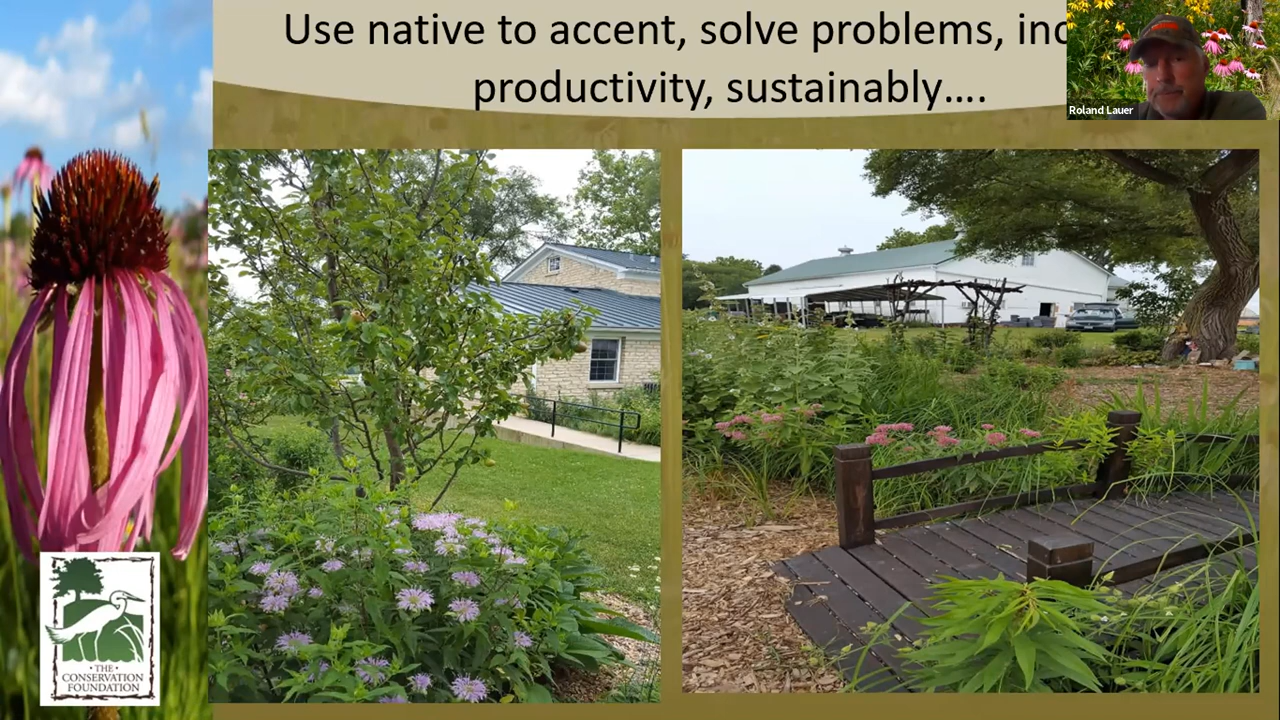 Use native to accent, solve problems, inc
productivity, sustainably....
Roland Lauer
· THE ·
CONSERVATION
FOUNDATION